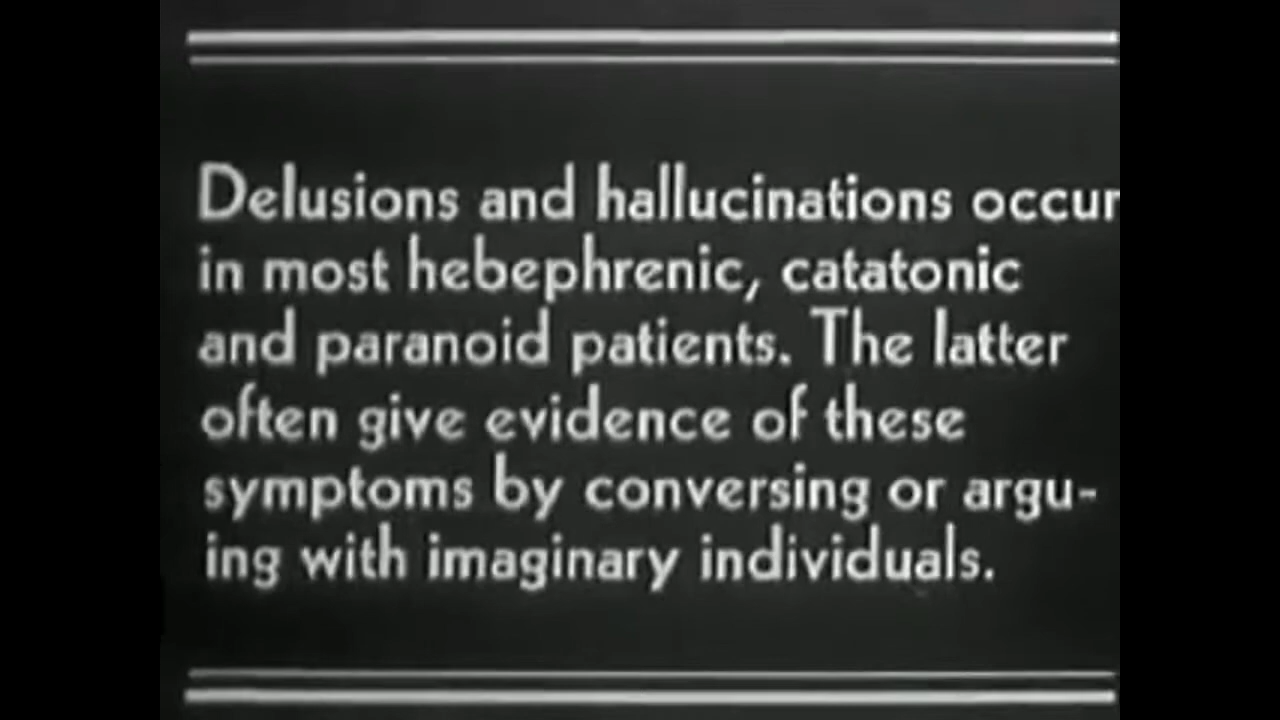 Delusions and hallucinations occur
in most hebephrenic, catatonic
and paranoid patients. The latter
often give evidence of these
symptoms by conversing or argu-
ing with imaginary individuals.